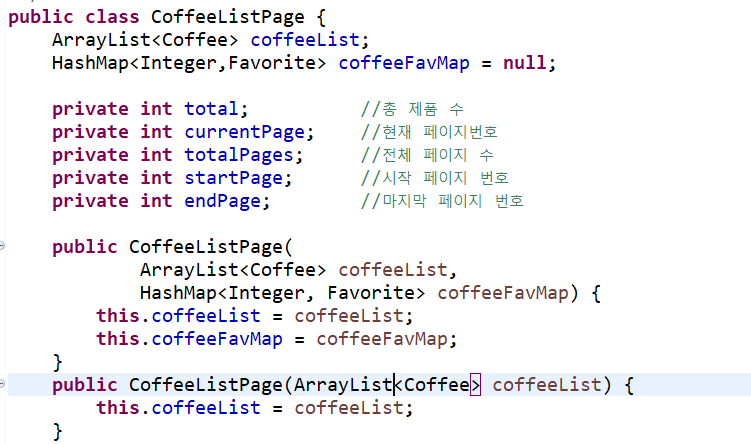 public class CoffeeListPage {
ArrayList<Coffee> coffeeList;
HashMap<Integer,Favorite> coffeeFavMap = null;
private int total; //총 제품 수
private int currentPage; //현재 페이지번호
private int totalPages; //전체 페이지 수
private int startPage; //시작 페이지 번호
private int endPage; //마지막 페이지 번호
public CoffeeListPage(
ArrayList<Coffee> coffeeList,
HashMap<Integer, Favorite> coffeeFavMap) {
this.coffeeList = coffeeList;
this.coffeeFavMap = coffeeFavMap;
}
public CoffeeListPage(ArrayList<Coffee> coffeeList) {
this.coffeeList = coffeeList;
}